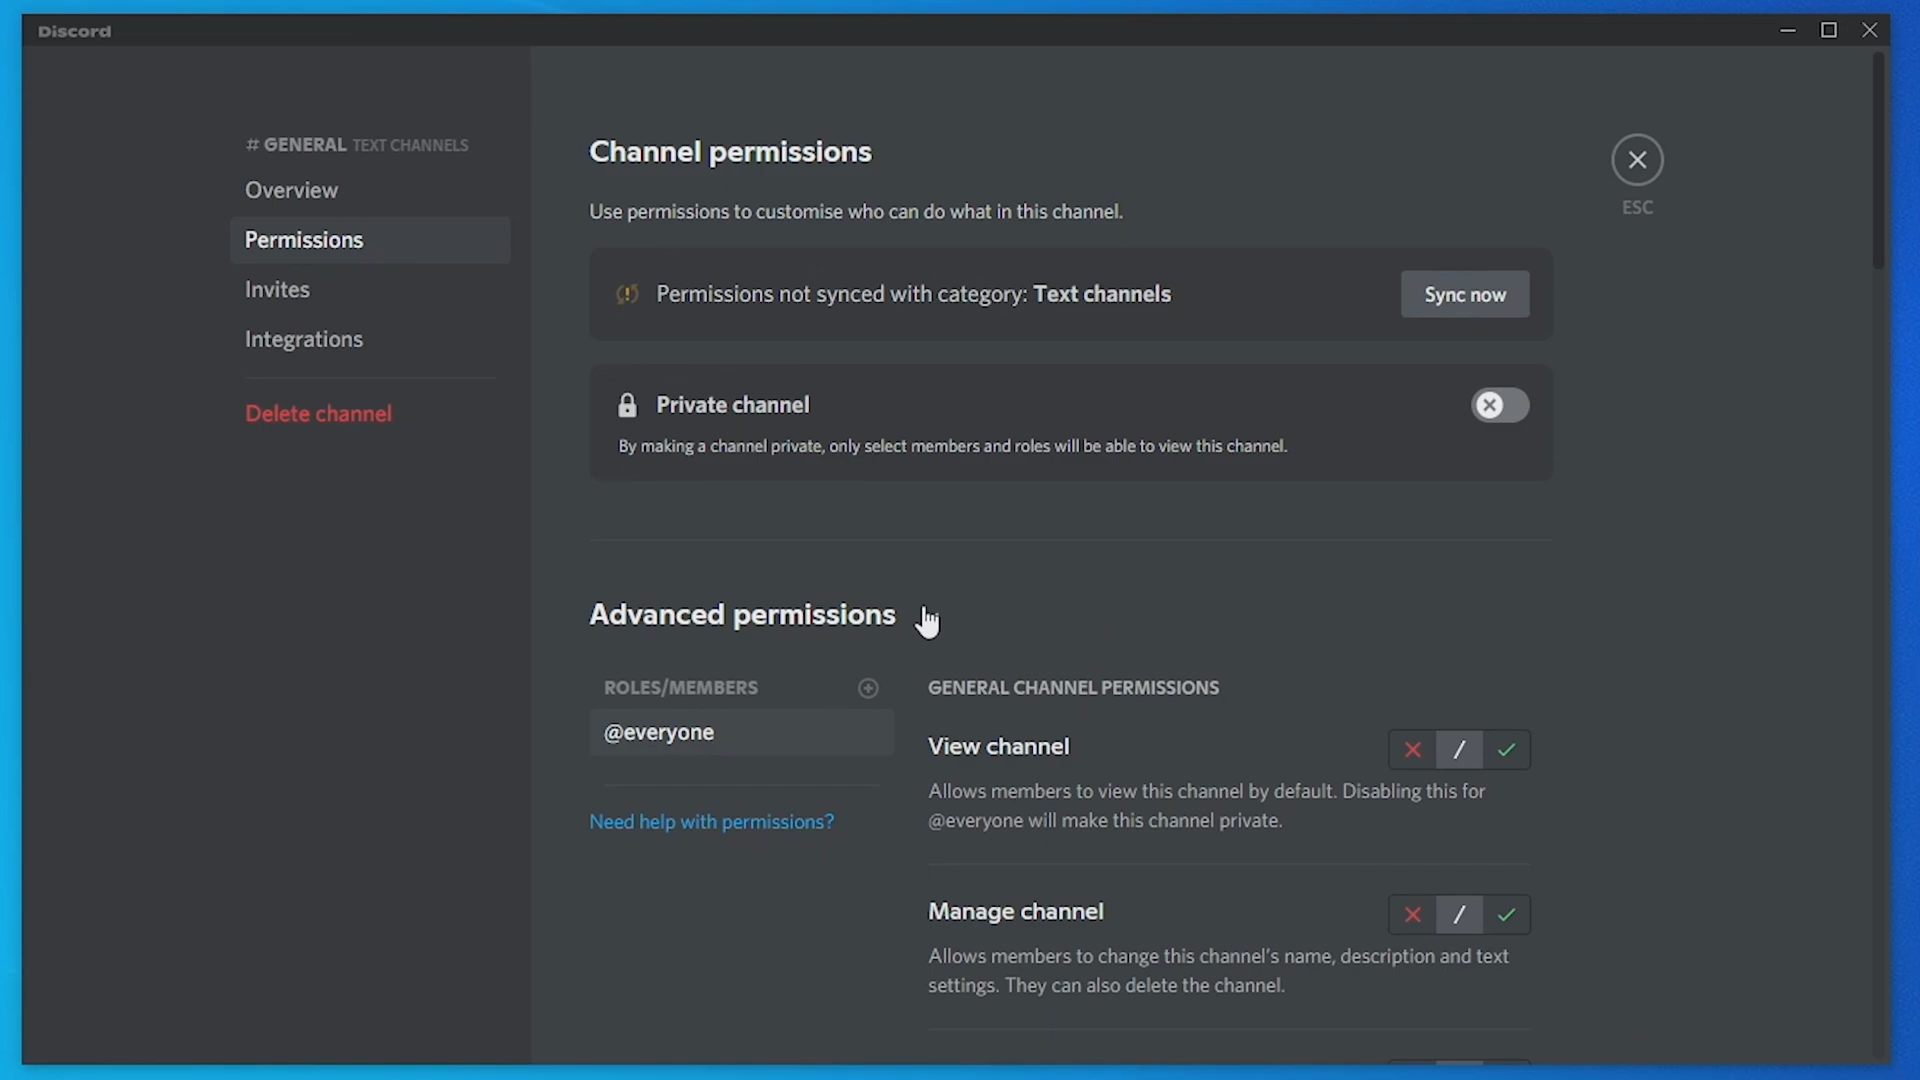 Discord
# GENERAL TEXT CHANNELS
Overview
Permissions
Invites
Integrations
Delete channel
Channel permissions
Use permissions to customise who can do what in this channel.
Permissions not synced with category: Text channels
Sync now
Private channel
By making a channel private, only select members and roles will be able to view this channel.
ESC
Advanced permissions
ROLES/MEMBERS
@everyone
Need help with permissions?
GENERAL CHANNEL PERMISSIONS
View channel
Allows members to view this channel by default. Disabling this for
@everyone will make this channel private.
Manage channel
Allows members to change this channel's name, description and text
settings. They can also delete the channel.